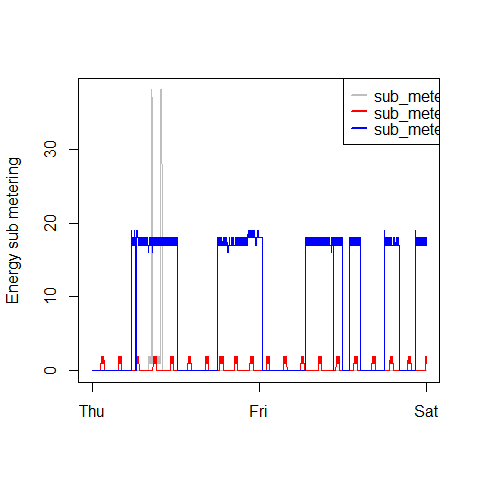 Energy sub metering
30
20
10
0
Thu
Fri
Sat
sub_mete
sub_mete
sub_mete